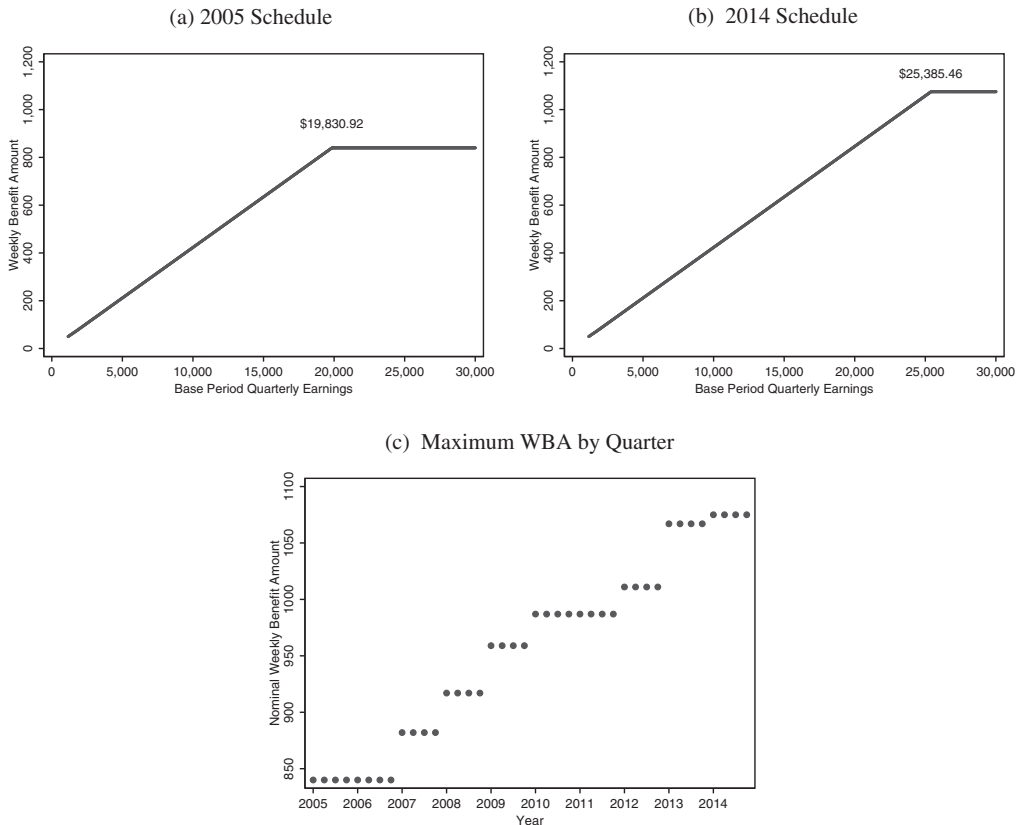 (a) 2005 Schedule
Weekly Benefit Amount
1,200
1,000
800
600
400
200
0
$19,830.92
0 5,000 10,000 15,000 20,000 25,000 30,000
Base Period Quarterly Earnings
(b) 2014 Schedule
Weekly Benefit Amount
1,200
1,000
800
600
400
200
0
$25,385.46
0 5,000 10,000 15,000 20,000 25,000 30,000
Base Period Quarterly Earnings
(c) Maximum WBA by Quarter
Nominal Weekly Benefit Amount
1100
1050
1000
950
900
850
2005 2006 2007 2008 2009 2010 2011 2012 2013 2014
Year